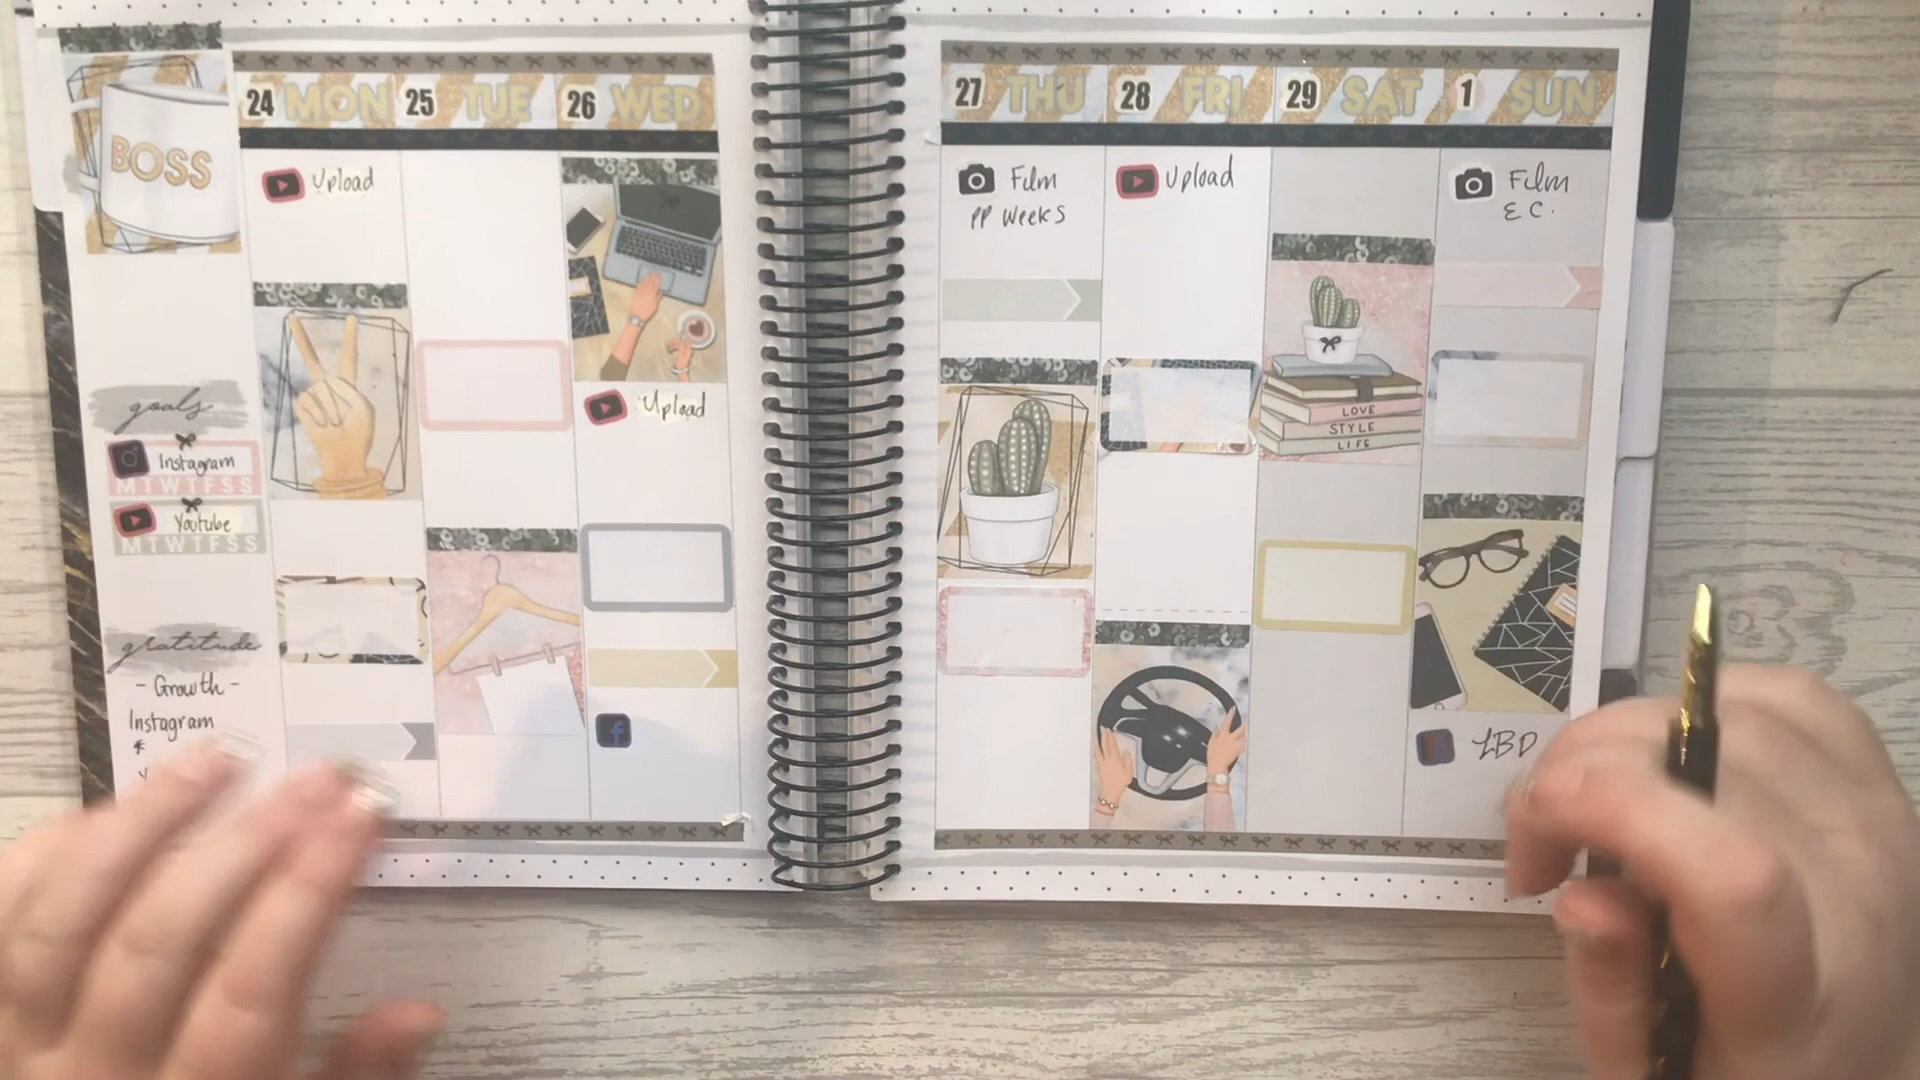 BOSS
goals
Instagram
MTWTFSS
Youtube
MTWTFSS
gratitude
- Growth -
Instagram
*
24 MON
Upload
25 TUE
26 WED
Upload
27 THU
Film
PP Weeks
28 FRI
Upload
29 SAT
LOVE
STYLE
LIFE
1 SUN
Film
E C.
LBD